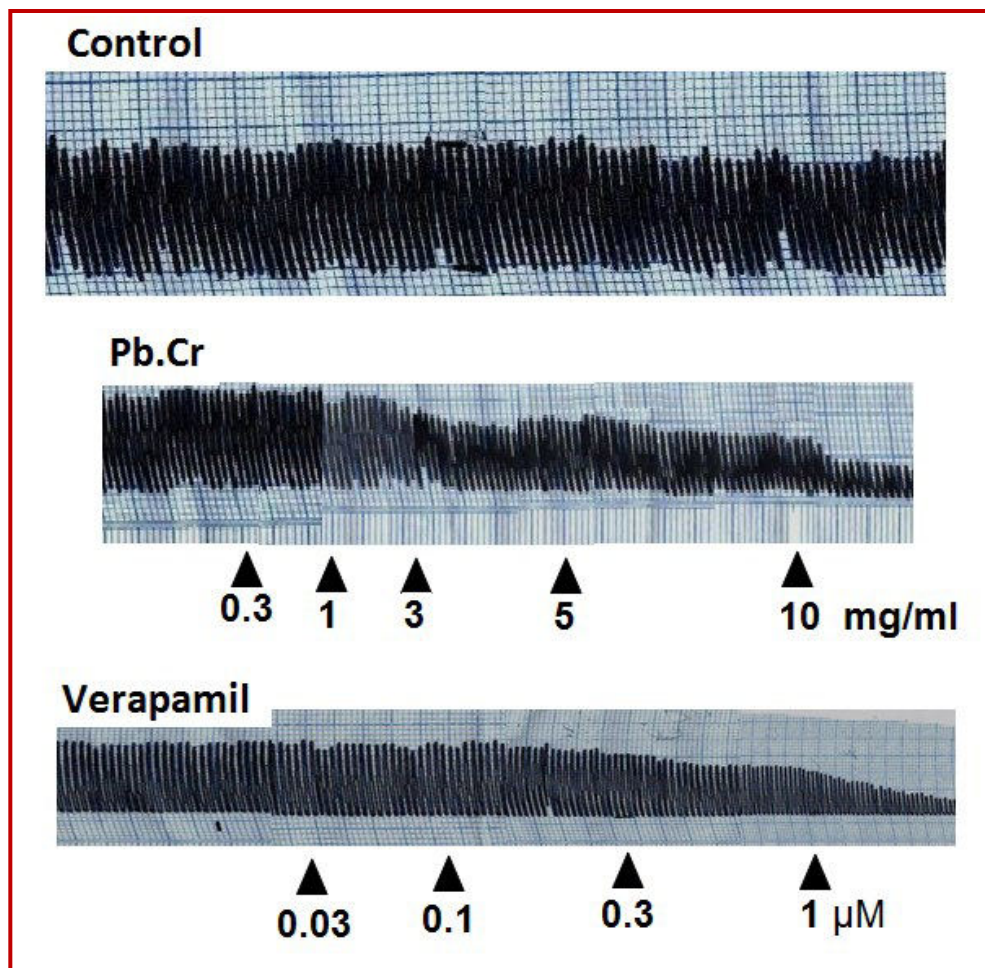 Control
Pb.Cr
0.3 1 3 5 10 mg/ml
Verapamil
0.03 0.1 0.3 1 µM